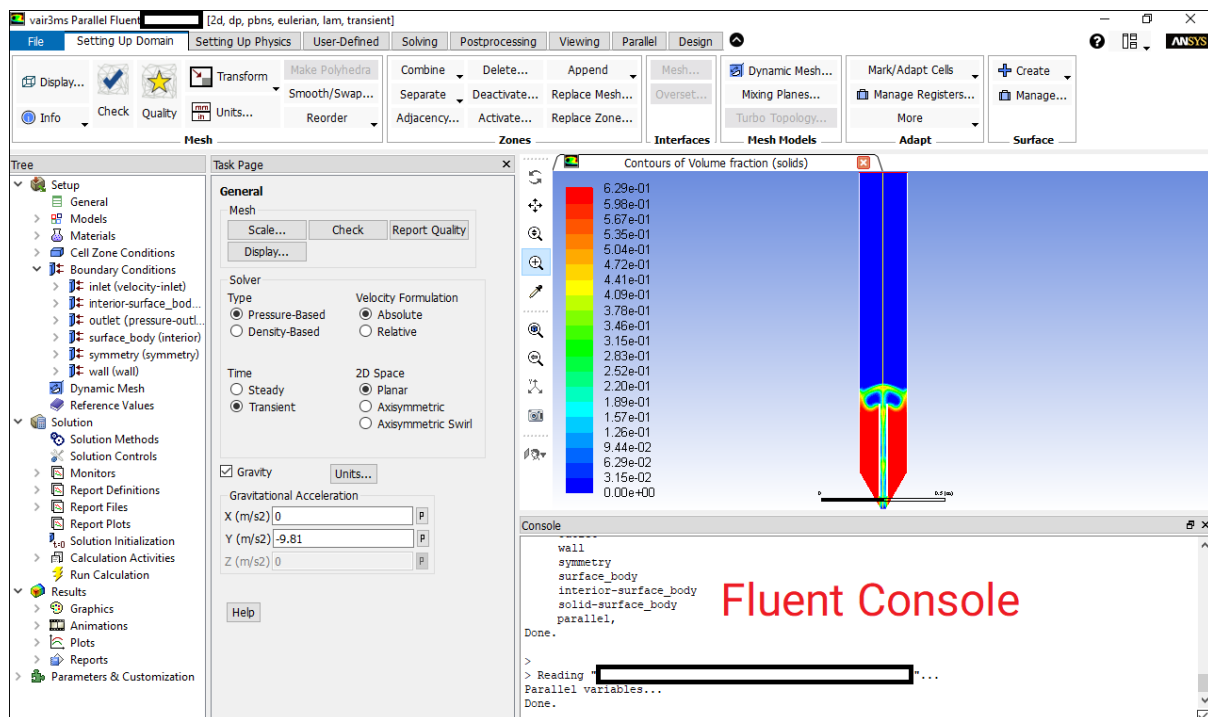 vair3ms Parallel Fluent [2d, dp, pbns, eulerian, lam, transient]
File Setting Up Domain Setting Up Physics User-Defined Solving Postprocessing Viewing Parallel Design ANSYS
Display... Check Quality Transform Make Polyhedra Combine Delete... Append Mesh... Dynamic Mesh... Mark/Adapt Cells Create
Smooth/Swap... Separate Deactivate... Replace Mesh... Overset... Mixing Planes... Manage Registers... Manage...
Info Units... Reorder Adjacency... Activate... Replace Zone... Turbo Topology... More
Mesh Zones Interfaces Mesh Models Adapt Surface
Tree
Setup
General
Models
Materials
Cell Zone Conditions
Boundary Conditions
inlet (velocity-inlet)
interior-surface_bod...
outlet (pressure-outl...
surface_body (interior)
symmetry (symmetry)
wall (wall)
Dynamic Mesh
Reference Values
Solution
Solution Methods
Solution Controls
Monitors
Report Definitions
Report Files
Report Plots
Solution Initialization
Calculation Activities
Run Calculation
Results
Graphics
Animations
Plots
Reports
Parameters & Customization
Task Page
General
Mesh
Scale... Check Report Quality
Display...
Solver
Type Velocity Formulation
Pressure-Based Absolute
Density-Based Relative
Time 2D Space
Steady Planar
Transient Axisymmetric
Axisymmetric Swirl
Gravity Units...
Gravitational Acceleration
X (m/s2) 0 P
Y (m/s2) -9.81 P
Z (m/s2) 0 P
Help
Contours of Volume fraction (solids)
6.29e-01
5.98e-01
5.67e-01
5.35e-01
5.04e-01
4.72e-01
4.41e-01
4.09e-01
3.78e-01
3.46e-01
3.15e-01
2.83e-01
2.52e-01
2.20e-01
1.89e-01
1.57e-01
1.26e-01
9.44e-02
6.29e-02
3.15e-02
0.00e+00
0 0.5 (m)
Console
wall
symmetry
surface_body
interior-surface_body
solid-surface_body
parallel,
Done.
>
> Reading "
"...
Parallel variables...
Done.
Fluent Console